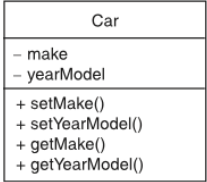 Car
– make
– yearModel
+ setMake()
+ setYearModel()
+ getMake()
+ getYearModel()